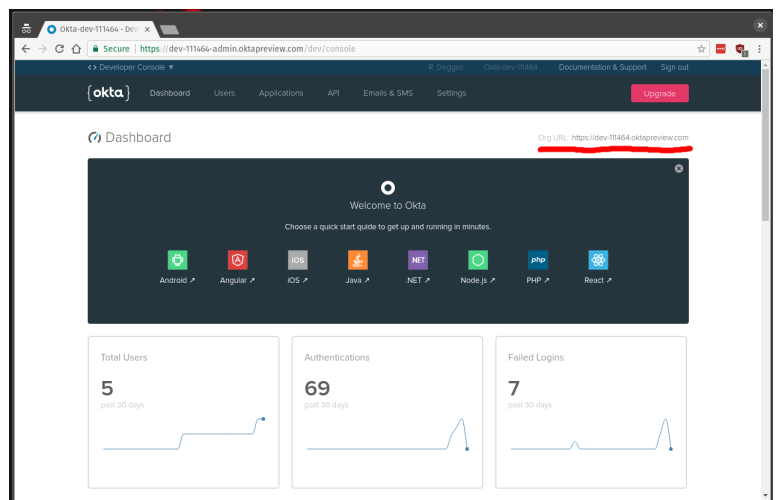 Okta-dev-111464 - Dev
Secure | https://dev-111464-admin.oktapreview.com/dev/console
<> Developer Console ▼ R. Degges - Okta-dev-111464 Documentation & Support Sign out
{okta} Dashboard Users Applications API Emails & SMS Settings Upgrade
Dashboard Org URL: https://dev-111464.oktapreview.com
Welcome to Okta
Choose a quick start guide to get up and running in minutes.
iOS .NET php
Android ↗ Angular ↗ iOS ↗ Java ↗ .NET ↗ Node.js ↗ PHP ↗ React ↗
Total Users Authentications Failed Logins
5 69 7
past 30 days past 30 days past 30 days